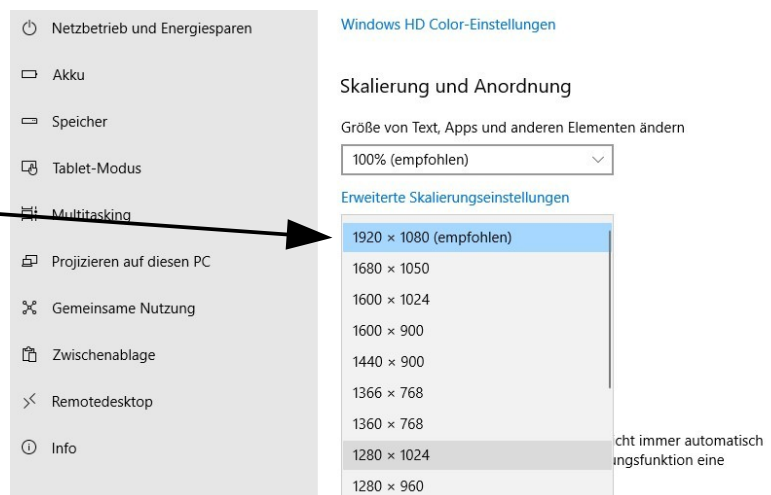 Netzbetrieb und Energiesparen
Akku
Speicher
Tablet-Modus
Multitasking
Projizieren auf diesen PC
Gemeinsame Nutzung
Zwischenablage
Remotedesktop
Info
Windows HD Color-Einstellungen
Skalierung und Anordnung
Größe von Text, Apps und anderen Elementen ändern
100% (empfohlen)
Erweiterte Skalierungseinstellungen
1920 × 1080 (empfohlen)
1680 × 1050
1600 × 1024
1600 × 900
1440 × 900
1366 × 768
1360 × 768
1280 × 1024
1280 × 960
cht immer automatisch
ungsfunktion eine